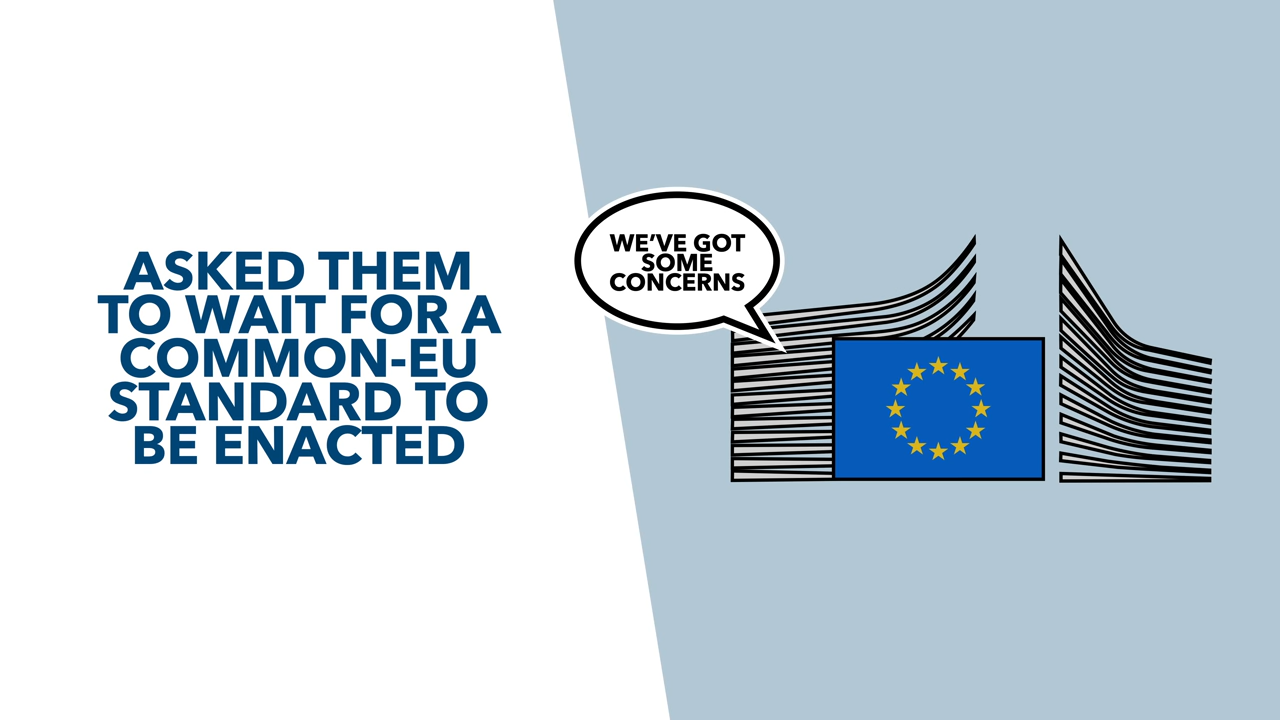 ASKED THEM
TO WAIT FOR A
COMMON-EU
STANDARD TO
BE ENACTED
WE'VE GOT
SOME
CONCERNS